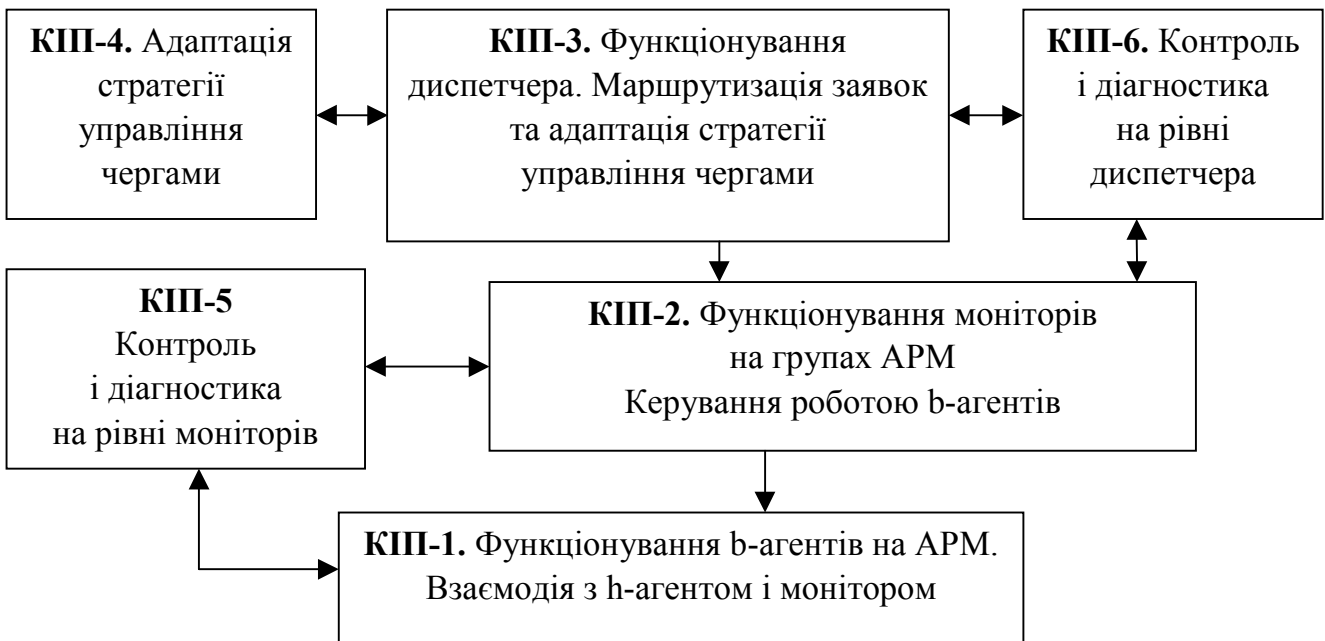 КІП-4. Адаптація
стратегії
управління
чергами
КІП-3. Функціонування
диспетчера. Маршрутизація заявок
та адаптація стратегії
управління чергами
КІП-6. Контроль
і діагностика
на рівні
диспетчера
КІП-5
Контроль
і діагностика
на рівні моніторів
КІП-2. Функціонування моніторів
на групах АРМ
Керування роботою b-агентів
КІП-1. Функціонування b-агентів на АРМ.
Взаємодія з h-агентом і монітором